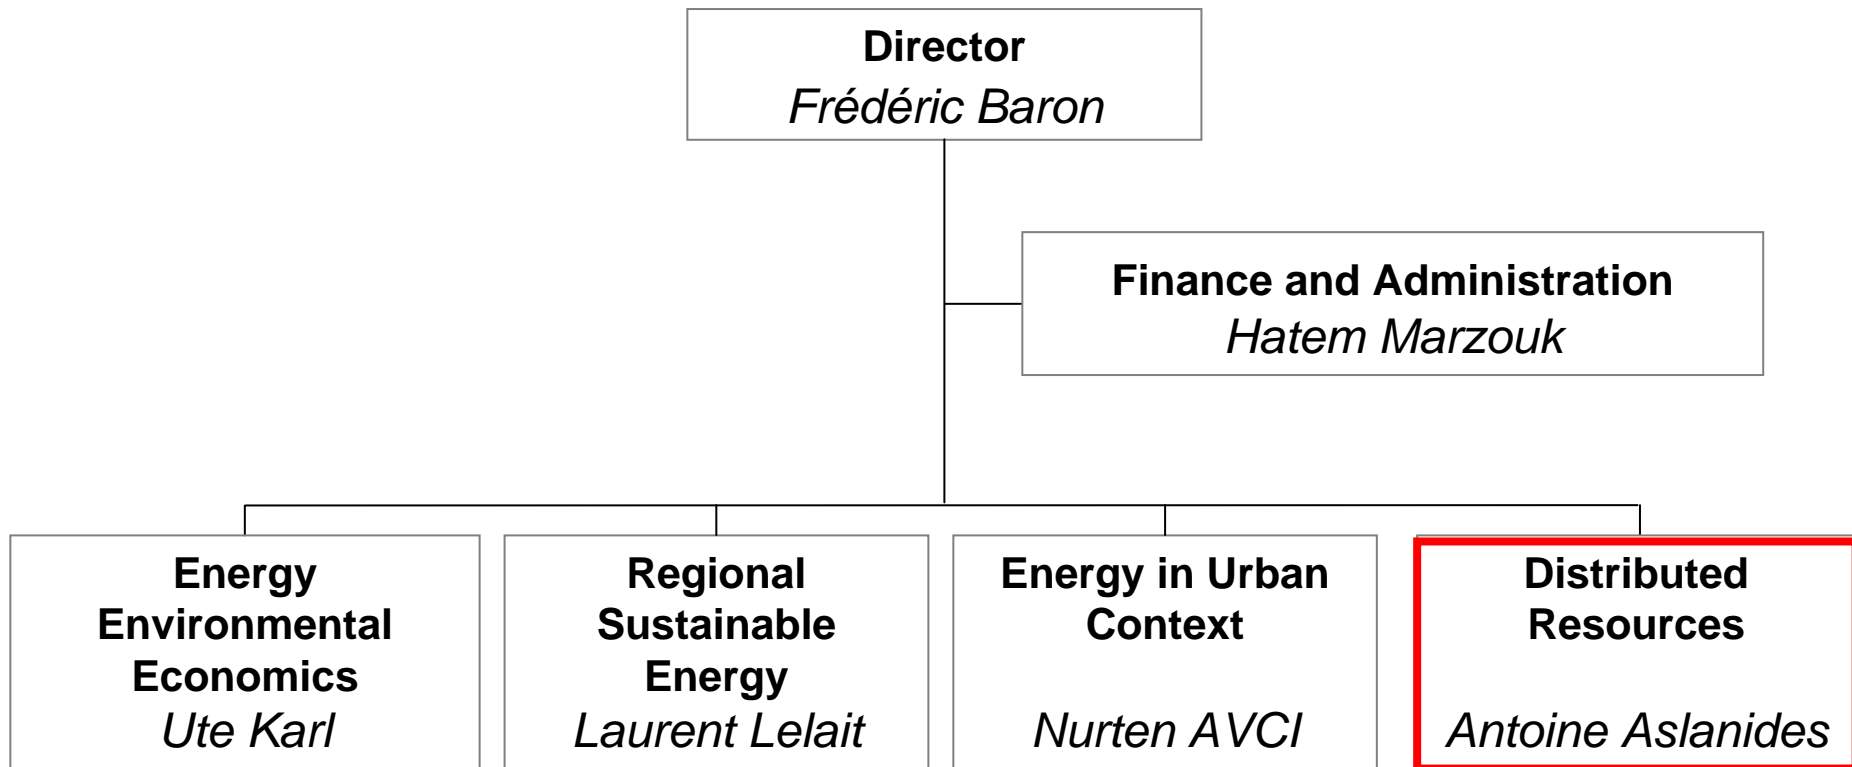 Director
Frédéric Baron
Finance and Administration
Hatem Marzouk
Energy
Environmental
Economics
Ute Karl
Regional
Sustainable
Energy
Laurent Lelait
Energy in Urban
Context
Nurten AVCI
Distributed
Resources
Antoine Aslanides